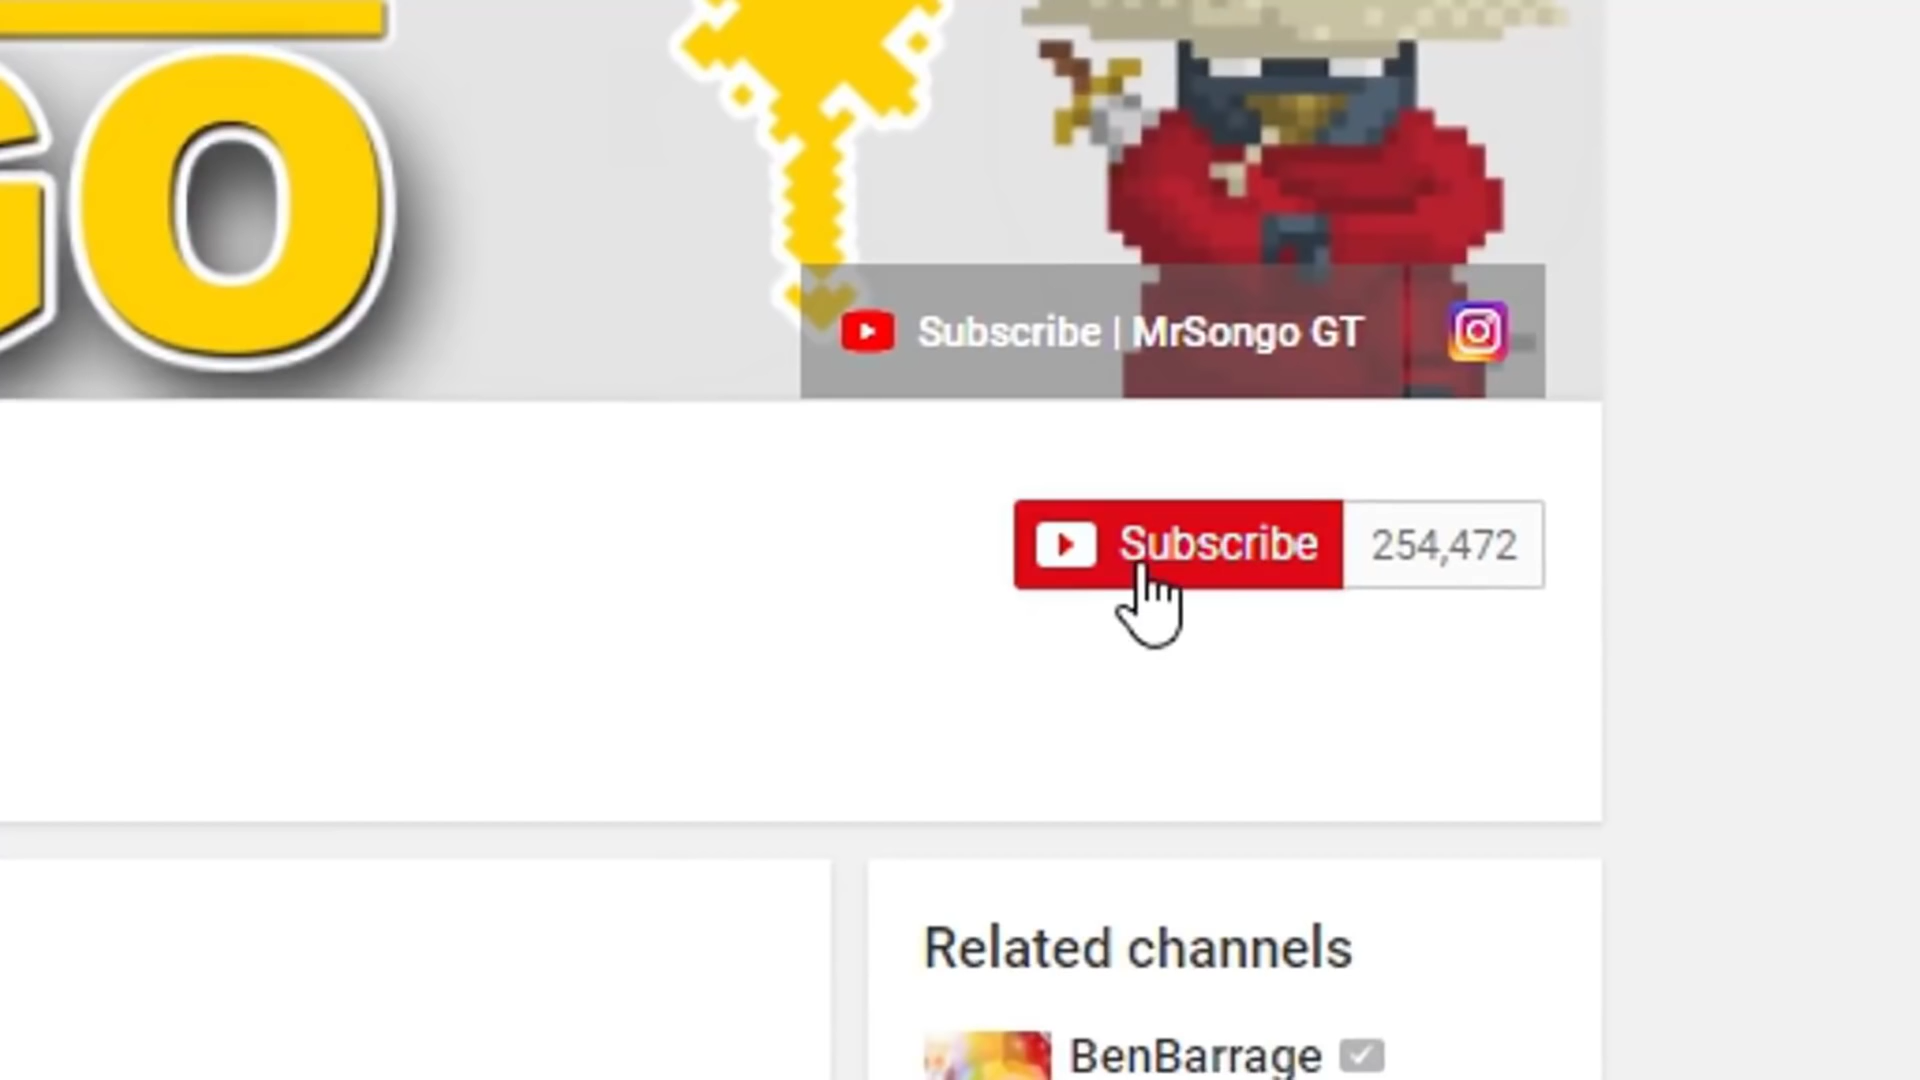 GO
Subscribe | MrSongo GT
Subscribe 254,472
Related channels
BenBarrage